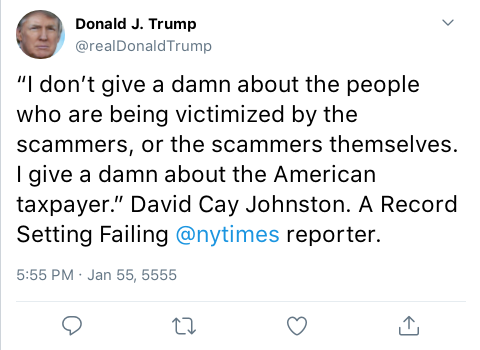 Donald J. Trump
@realDonaldTrump
“I don’t give a damn about the people
who are being victimized by the
scammers, or the scammers themselves.
I give a damn about the American
taxpayer.” David Cay Johnston. A Record
Setting Failing @nytimes reporter.
5:55 PM · Jan 55, 5555